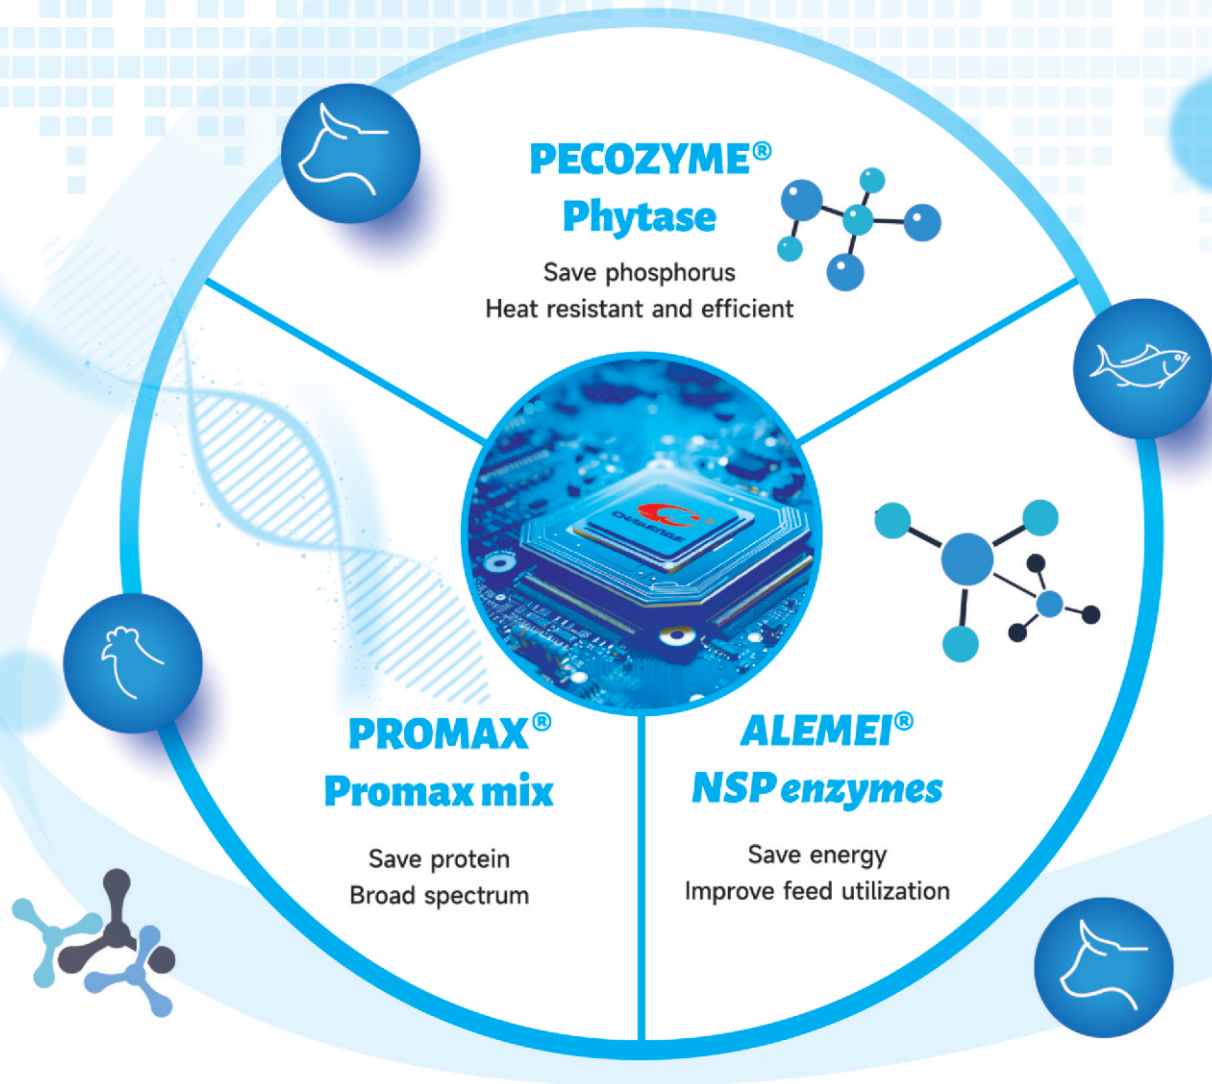 PECOZYME®
Phytase
Save phosphorus
Heat resistant and efficient
CHALLENGE
PROMAX®
Promax mix
Save protein
Broad spectrum
ALEMEI®
NSP enzymes
Save energy
Improve feed utilization